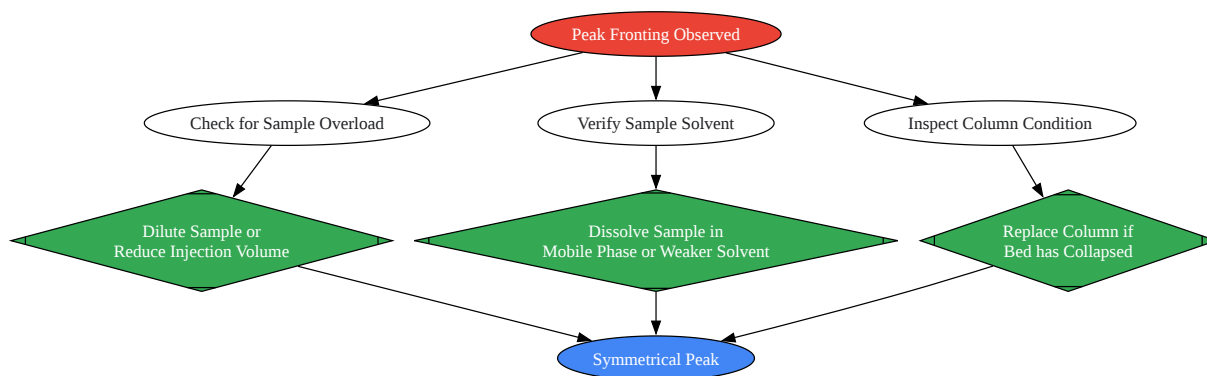 Peak Fronting Observed
Check for Sample Overload
Verify Sample Solvent
Inspect Column Condition
Dilute Sample or
Reduce Injection Volume
Dissolve Sample in
Mobile Phase or Weaker Solvent
Replace Column if
Bed has Collapsed
Symmetrical Peak